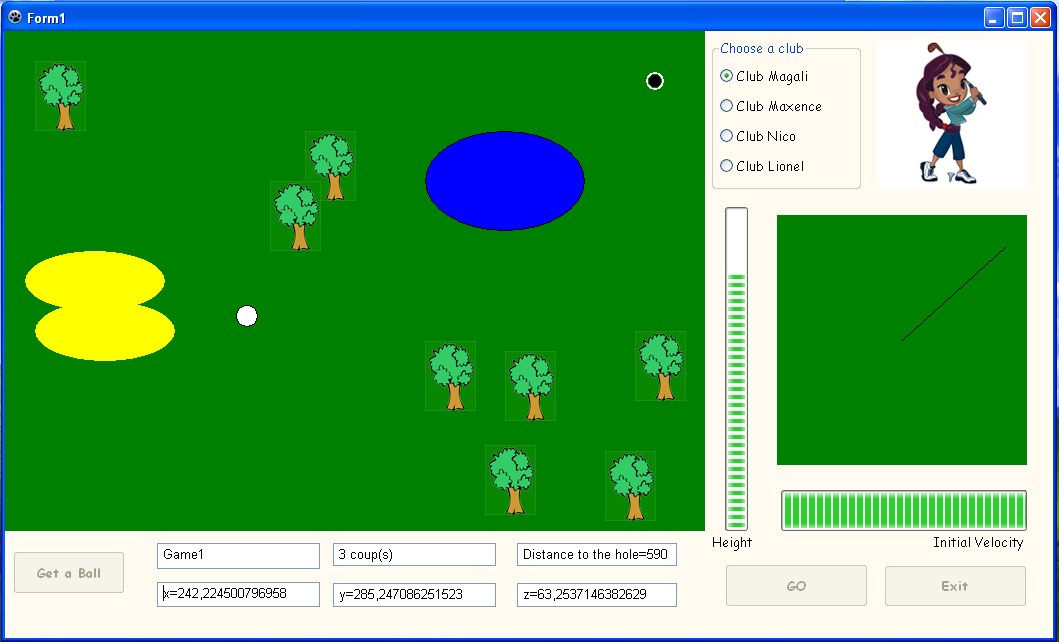 Form1
Choose a club
Club Magali
Club Maxence
Club Nico
Club Lionel
Height
Initial Velocity
Get a Ball
Game1
3 coup(s)
Distance to the hole=590
x=242,224500796958
y=285,247086251523
z=63,2537146382629
GO
Exit